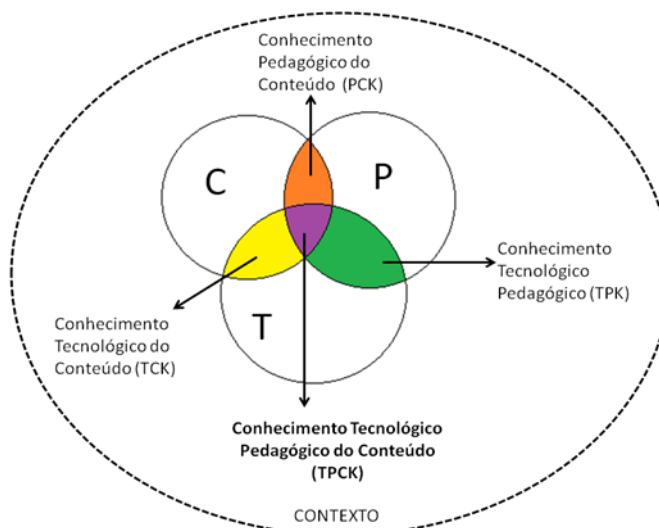 Conhecimento
Pedagógico do
Conteúdo (PCK)
C
P
Conhecimento
Tecnológico
Pedagógico (TPK)
T
Conhecimento
Tecnológico do
Conteúdo (TCK)
Conhecimento Tecnológico
Pedagógico do Conteúdo
(TPCK)
CONTEXTO